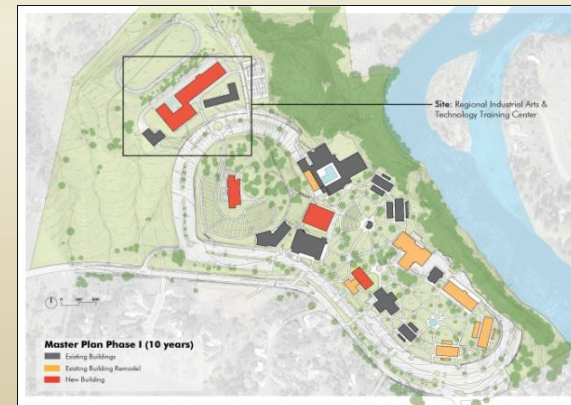 Site: Regional Industrial Arts &
Technology Training Center
Master Plan Phase I (10 years)
Existing Buildings
Existing Building Remodel
New Building